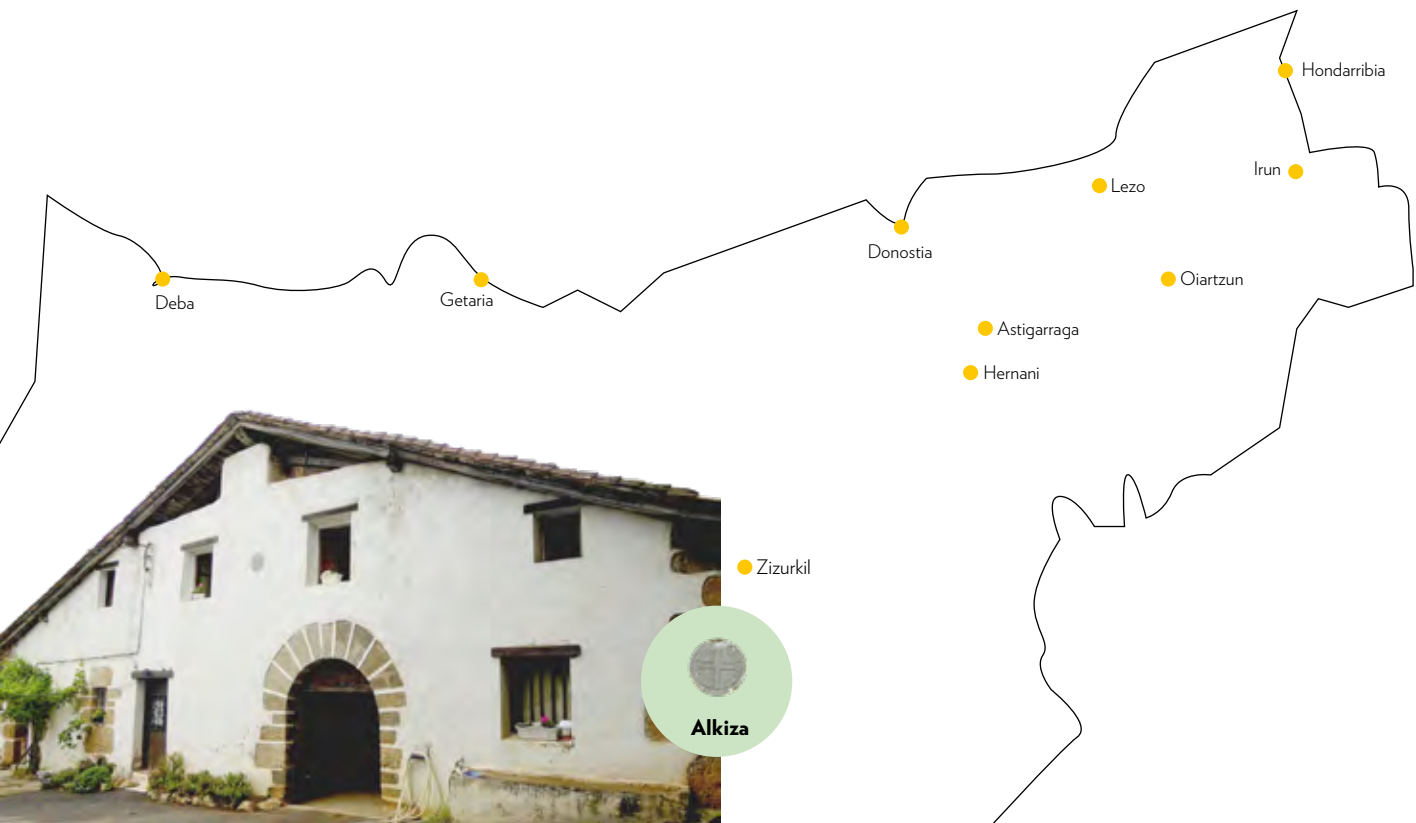 Hondarribia
Irun
Lezo
Donostia
Oiartzun
Deba
Getaria
Astigarraga
Hernani
Zizurkil
Alkiza